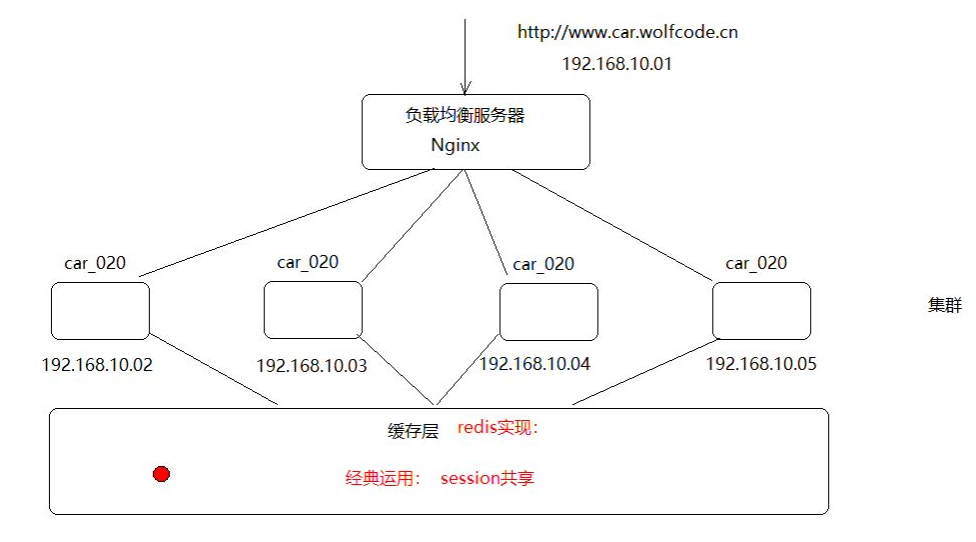 http://www.car.wolfcode.cn
192.168.10.01
负载均衡服务器
Nginx
car_020
car_020
car_020
car_020
集群
192.168.10.02
192.168.10.03
192.168.10.04
192.168.10.05
缓存层 redis实现：
经典运用： session共享